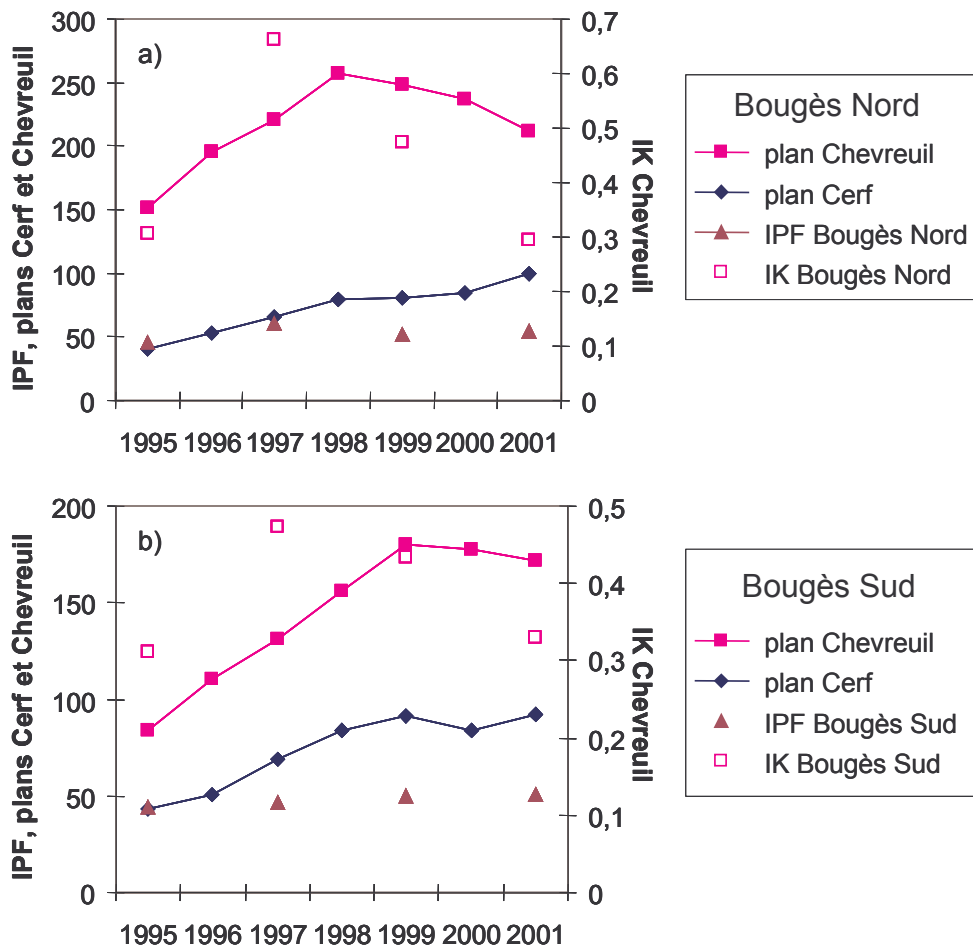 a)
IPF, plans Cerf et Chevreuil
300
250
200
150
100
50
0
0,7
0,6
0,5
0,4
0,3
0,2
0,1
0
IK Chevreuil
1995 1996 1997 1998 1999 2000 2001
Bougès Nord
plan Chevreuil
plan Cerf
IPF Bougès Nord
IK Bougès Nord
b)
IPF, plans Cerf et Chevreuil
200
150
100
50
0
0,5
0,4
0,3
0,2
0,1
0
IK Chevreuil
1995 1996 1997 1998 1999 2000 2001
Bougès Sud
plan Chevreuil
plan Cerf
IPF Bougès Sud
IK Bougès Sud